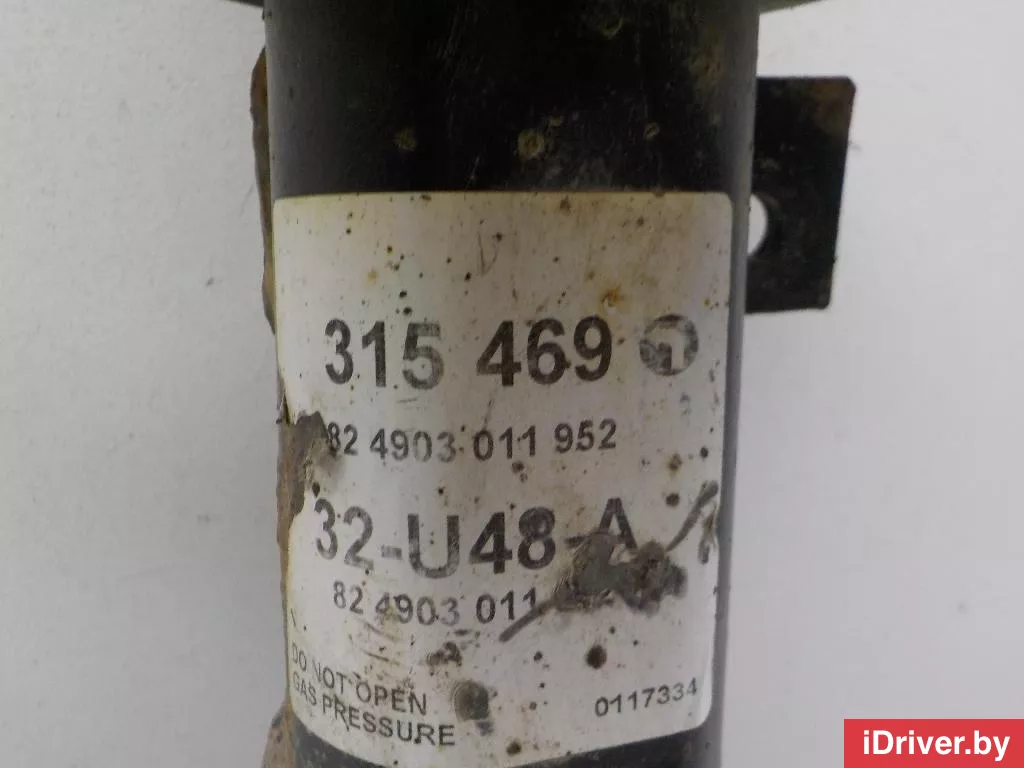 315 469
82 4903 011 952
32-U48-A
82 4903 011
DO NOT OPEN
GAS PRESSURE
0117334
iDriver.by